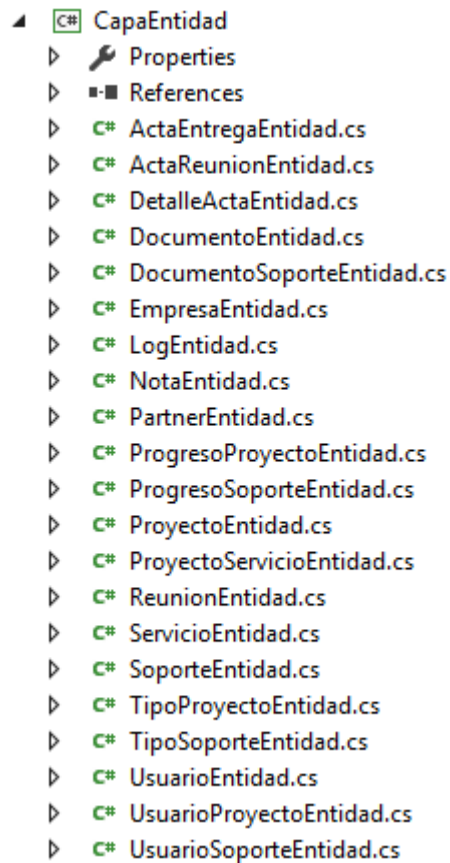 C# CapaEntidad
Properties
References
C# ActaEntregaEntidad.cs
C# ActaReunionEntidad.cs
C# DetalleActaEntidad.cs
C# DocumentoEntidad.cs
C# DocumentoSoporteEntidad.cs
C# EmpresaEntidad.cs
C# LogEntidad.cs
C# NotaEntidad.cs
C# PartnerEntidad.cs
C# ProgresoProyectoEntidad.cs
C# ProgresoSoporteEntidad.cs
C# ProyectoEntidad.cs
C# ProyectoServicioEntidad.cs
C# ReunionEntidad.cs
C# ServicioEntidad.cs
C# SoporteEntidad.cs
C# TipoProyectoEntidad.cs
C# TipoSoporteEntidad.cs
C# UsuarioEntidad.cs
C# UsuarioProyectoEntidad.cs
C# UsuarioSoporteEntidad.cs